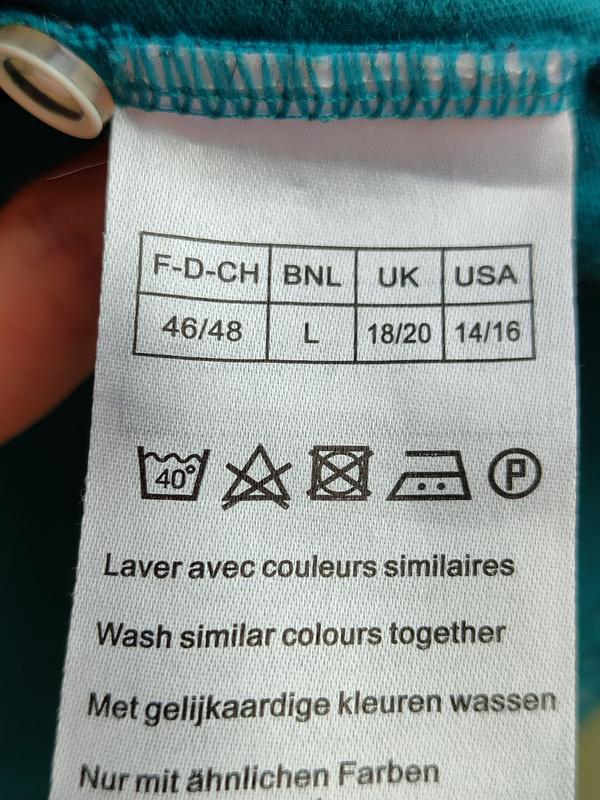 F-D-CH BNL UK USA
46/48 L 18/20 14/16
40° P
Laver avec couleurs similaires
Wash similar colours together
Met gelijkaardige kleuren wassen
Nur mit ähnlichen Farben